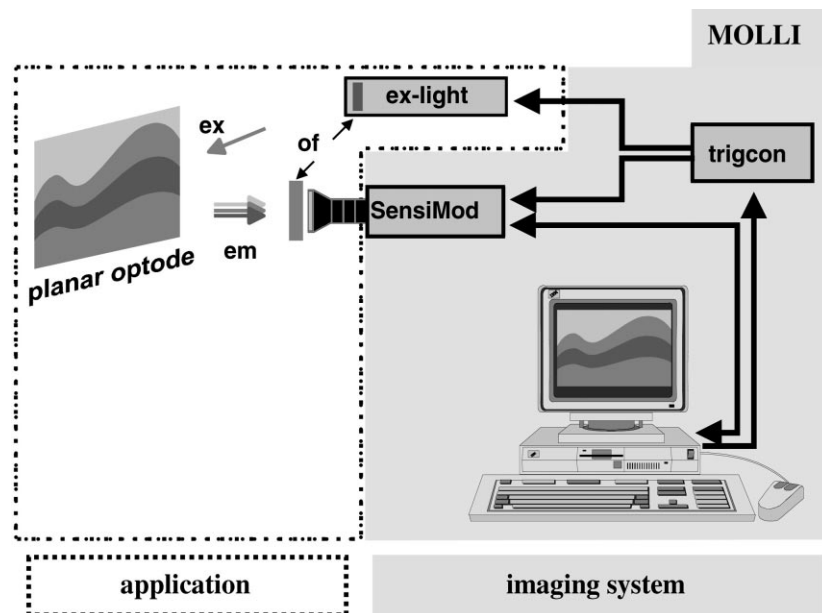 MOLLI
ex-light
ex
of
trigcon
SensiMod
em
planar optode
application
imaging system